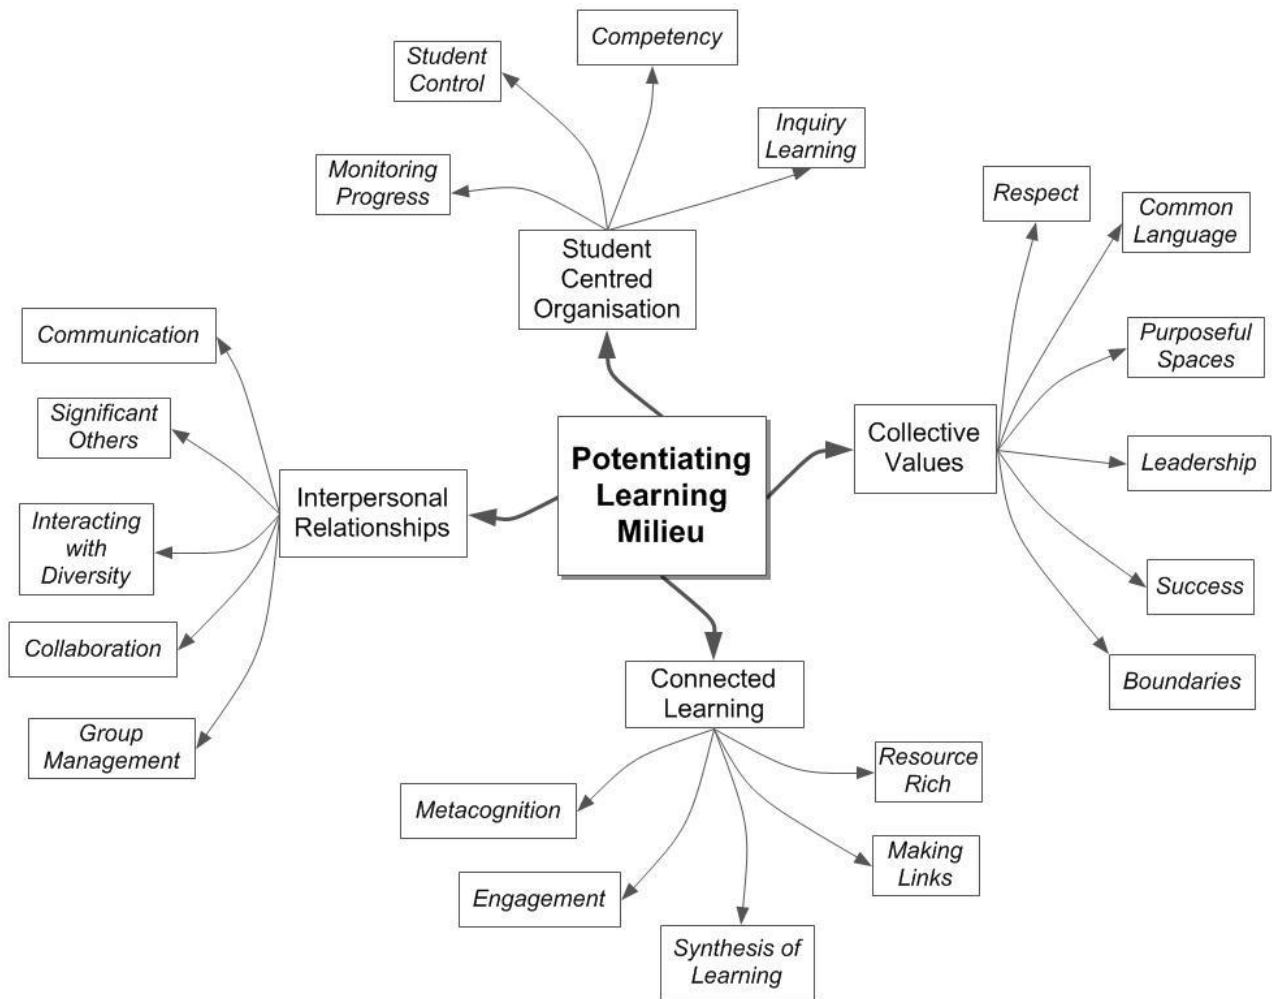 Competency
Student
Control
Inquiry
Learning
Monitoring
Progress
Respect
Common
Language
Student
Centred
Organisation
Communication
Purposeful
Spaces
Significant
Others
Collective
Values
Potentiating
Learning
Milieu
Leadership
Interpersonal
Relationships
Interacting
with
Diversity
Success
Collaboration
Boundaries
Connected
Learning
Group
Management
Resource
Rich
Metacognition
Making
Links
Engagement
Synthesis of
Learning